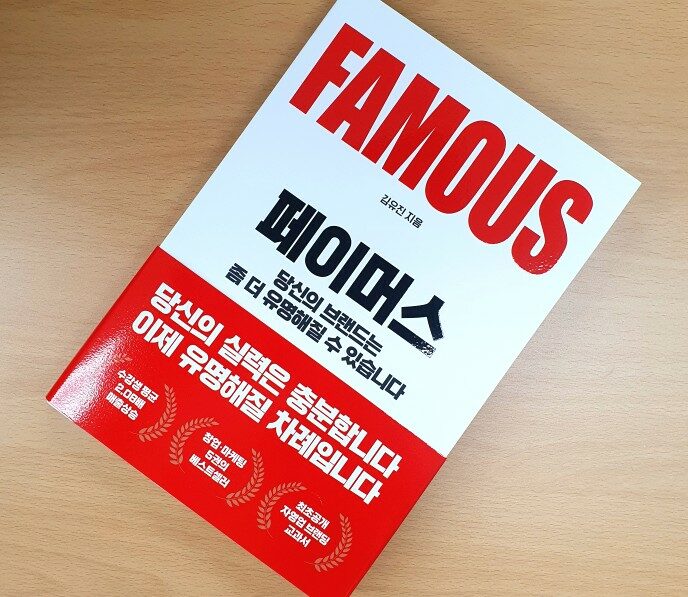 FAMOUS
김유진 지음
페이머스
당신의 브랜드는
좀 더 유명해질 수 있습니다
당신의 실력은 충분합니다
이제 유명해질 차례입니다
수강생 평균
2.08배
매출상승
창업·마케팅
5권의
베스트셀러
최초공개
자영업 브랜딩
교과서